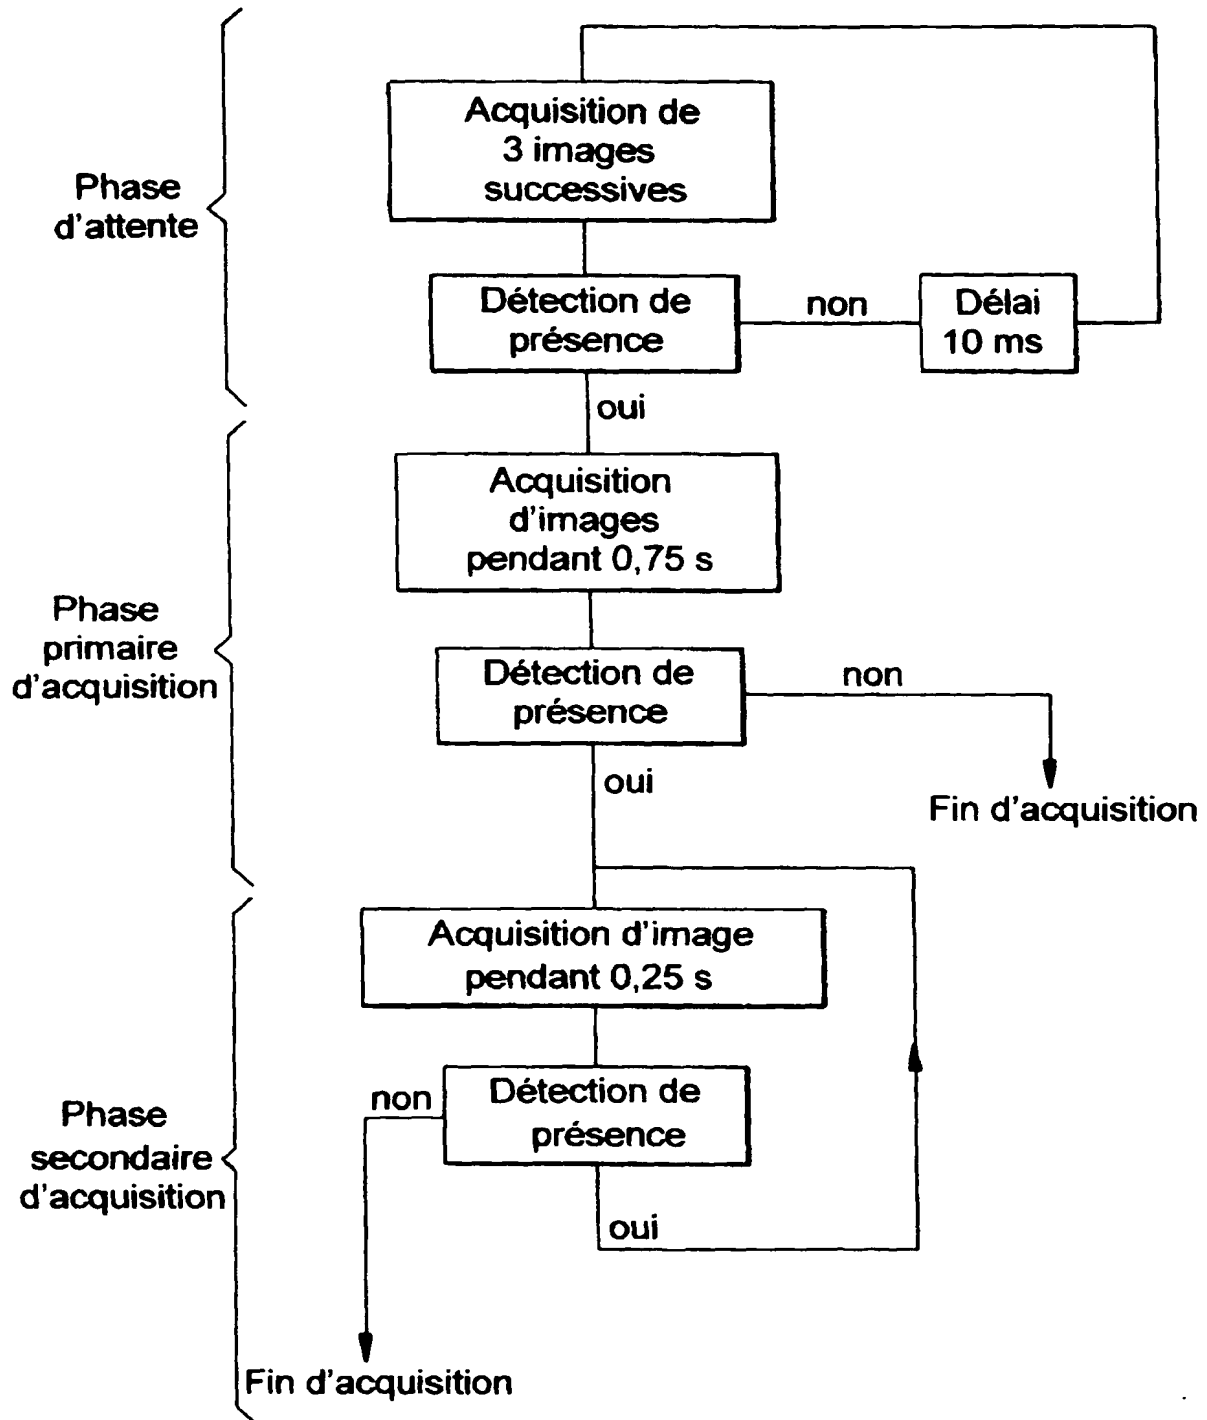 Acquisition de
3 images
successives
Phase
d'attente
Détection de
présence
non
Délai
10 ms
oui
Acquisition
d'images
pendant 0,75 s
Phase
primaire
d'acquisition
Détection de
présence
non
oui
Fin d'acquisition
Acquisition d'image
pendant 0,25 s
Phase
secondaire
d'acquisition
non
Détection de
présence
oui
Fin d'acquisition